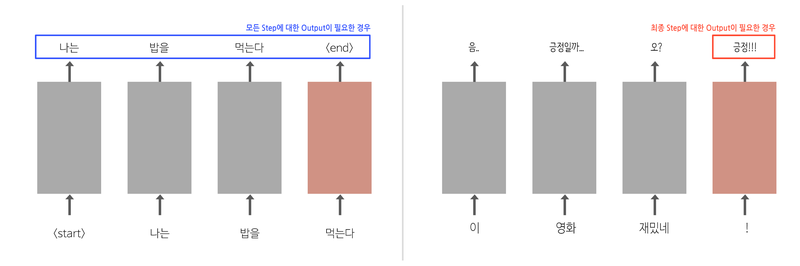 모든 Step에 대한 Output이 필요한 경우
나는 밥을 먹는다 〈end〉
〈start〉 나는 밥을 먹는다
최종 Step에 대한 Output이 필요한 경우
음.. 긍정일까... 오? 긍정!!!
이 영화 재밌네 !